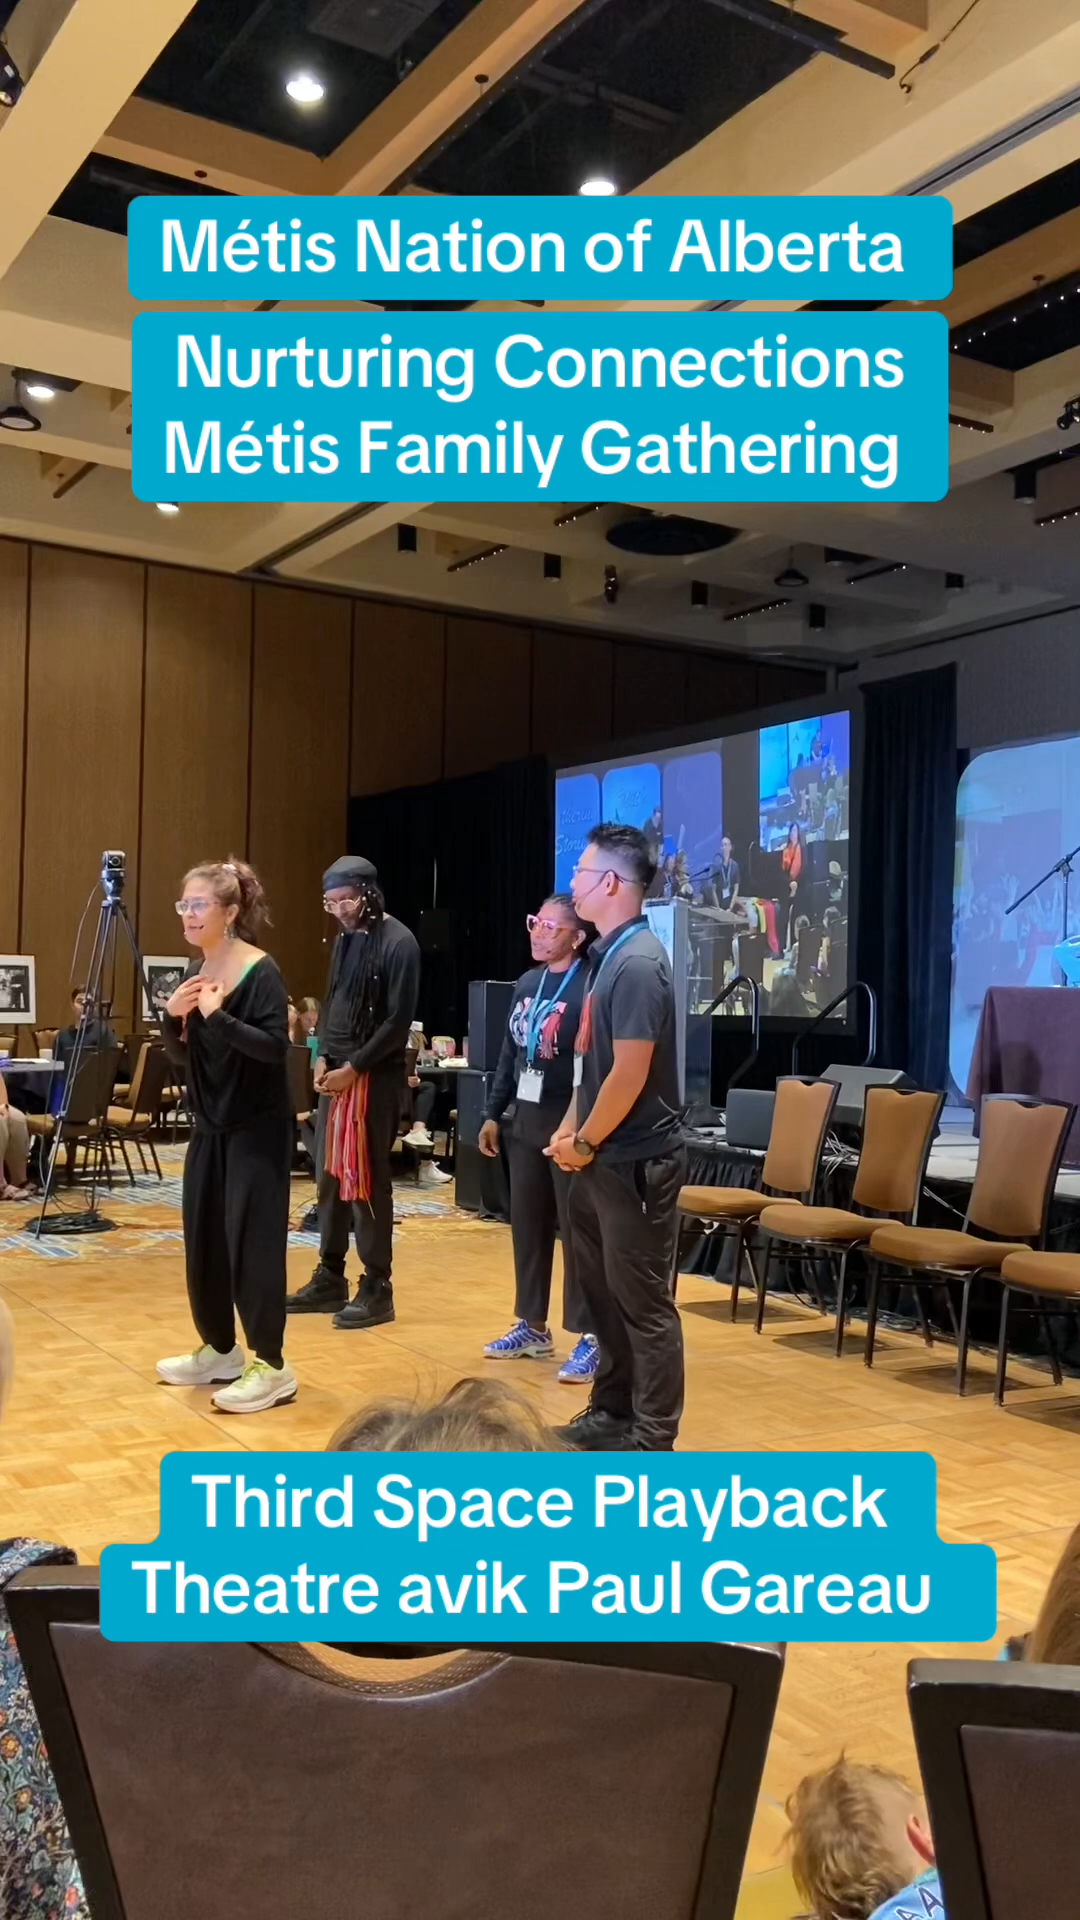 Métis Nation of Alberta
Nurturing Connections
Métis Family Gathering
Third Space Playback
Theatre avik Paul Gareau